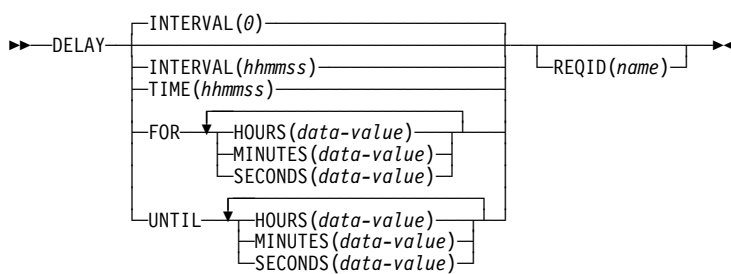 INTERVAL(0)
DELAY
INTERVAL(hhmmss)
REQID(name)
TIME(hhmmss)
FOR HOURS(data-value)
MINUTES(data-value)
SECONDS(data-value)
UNTIL HOURS(data-value)
MINUTES(data-value)
SECONDS(data-value)